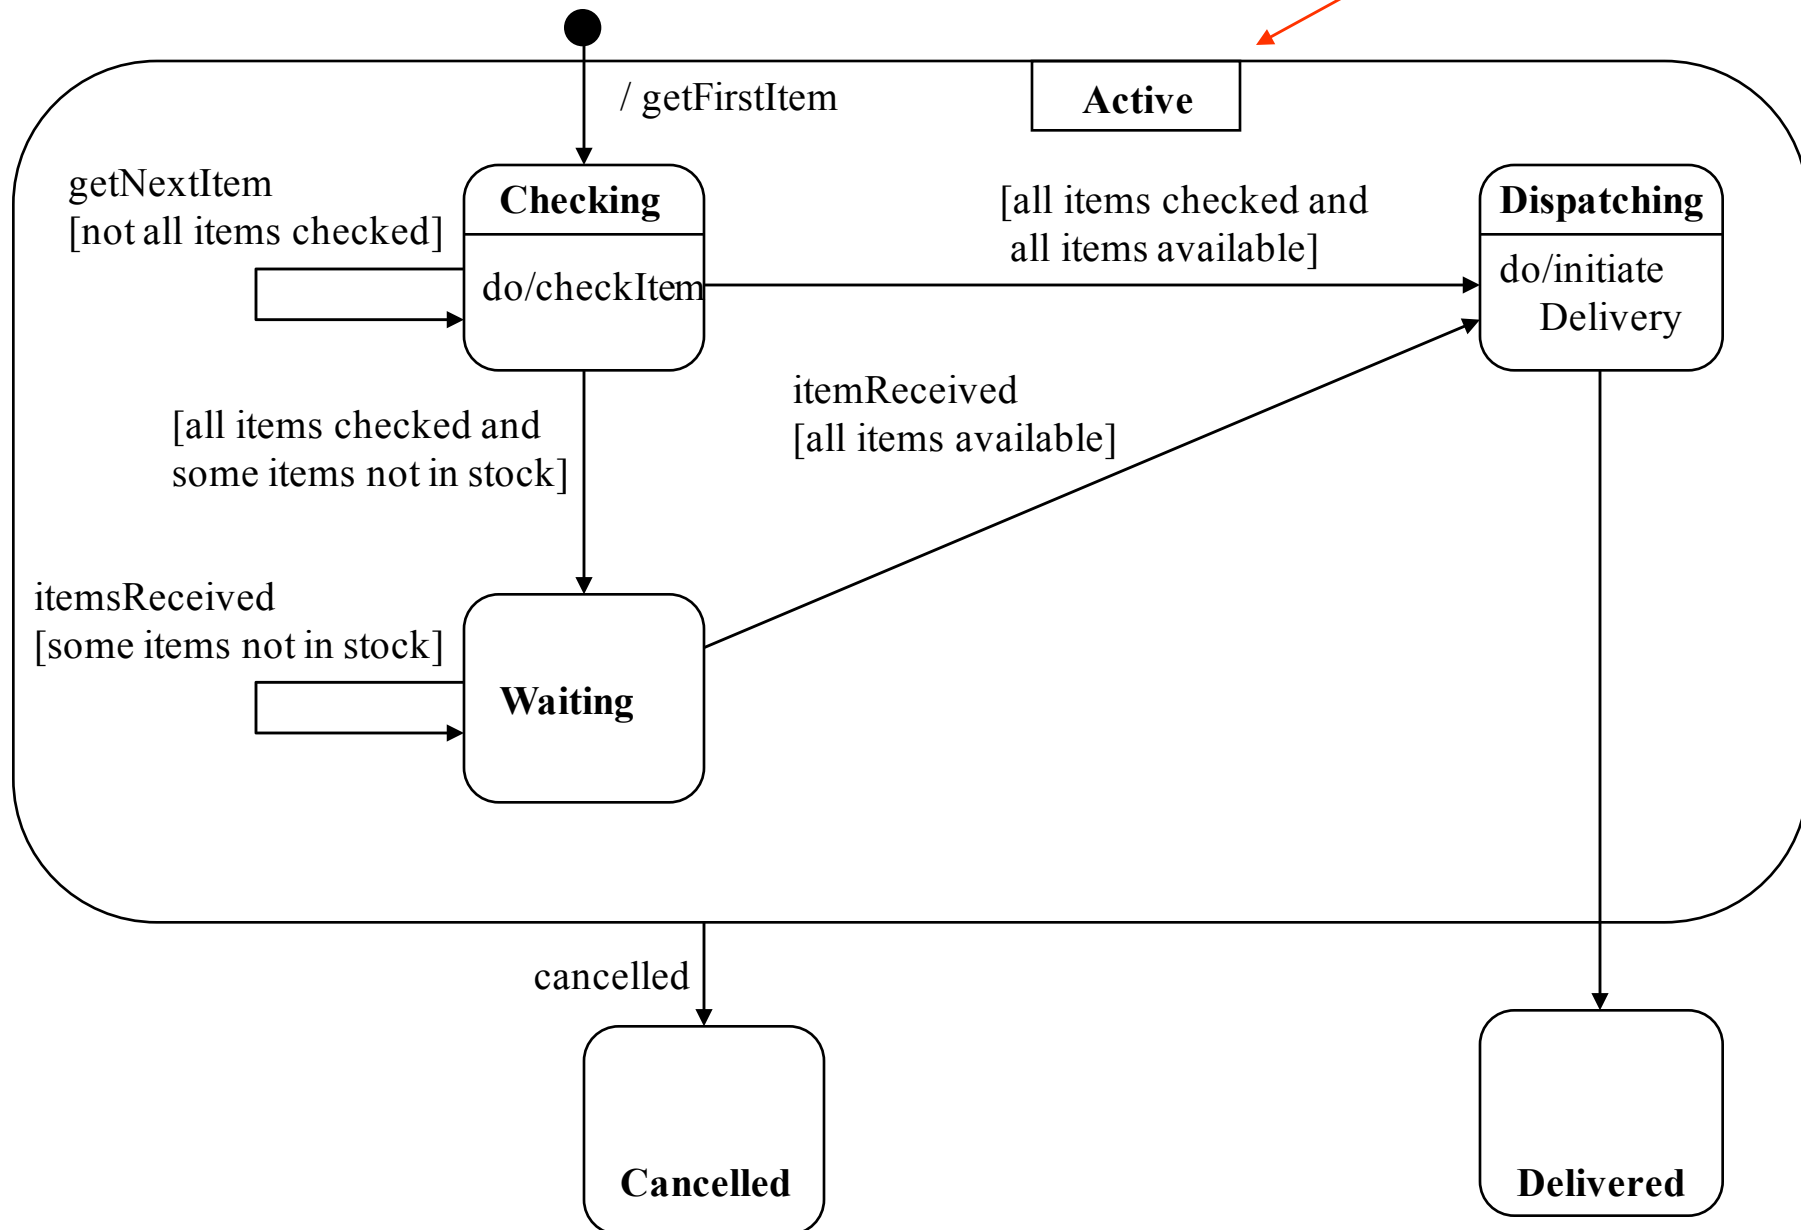 / getFirstItem
Active
getNextItem
[not all items checked]
Checking
do/checkItem
[all items checked and
all items available]
Dispatching
do/initiate
Delivery
[all items checked and
some items not in stock]
itemReceived
[all items available]
itemsReceived
[some items not in stock]
Waiting
cancelled
Cancelled
Delivered